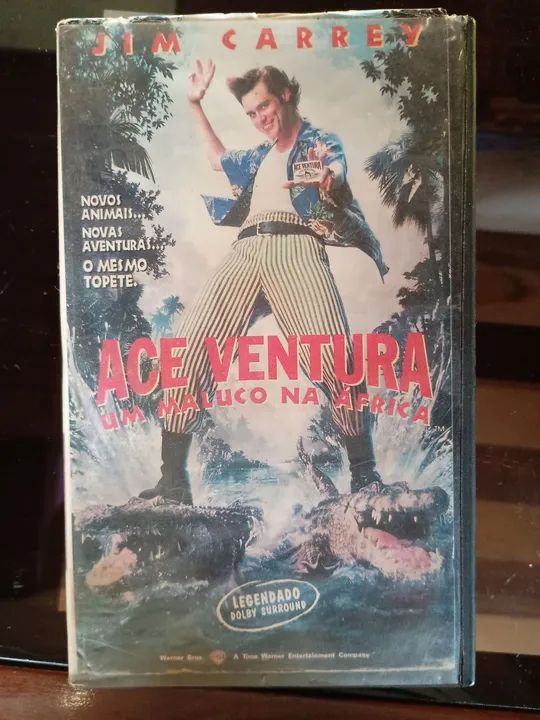 JIM CARREY
ACE VENTURA
NOVOS
ANIMAIS...
NOVAS
AVENTURAS...
O MESMO
TOPETE.
ACE VENTURA
UM MALUCO NA ÁFRICA
TM
LEGENDADO
DOLBY SURROUND
Warner Bros. A Time Warner Entertainment Company